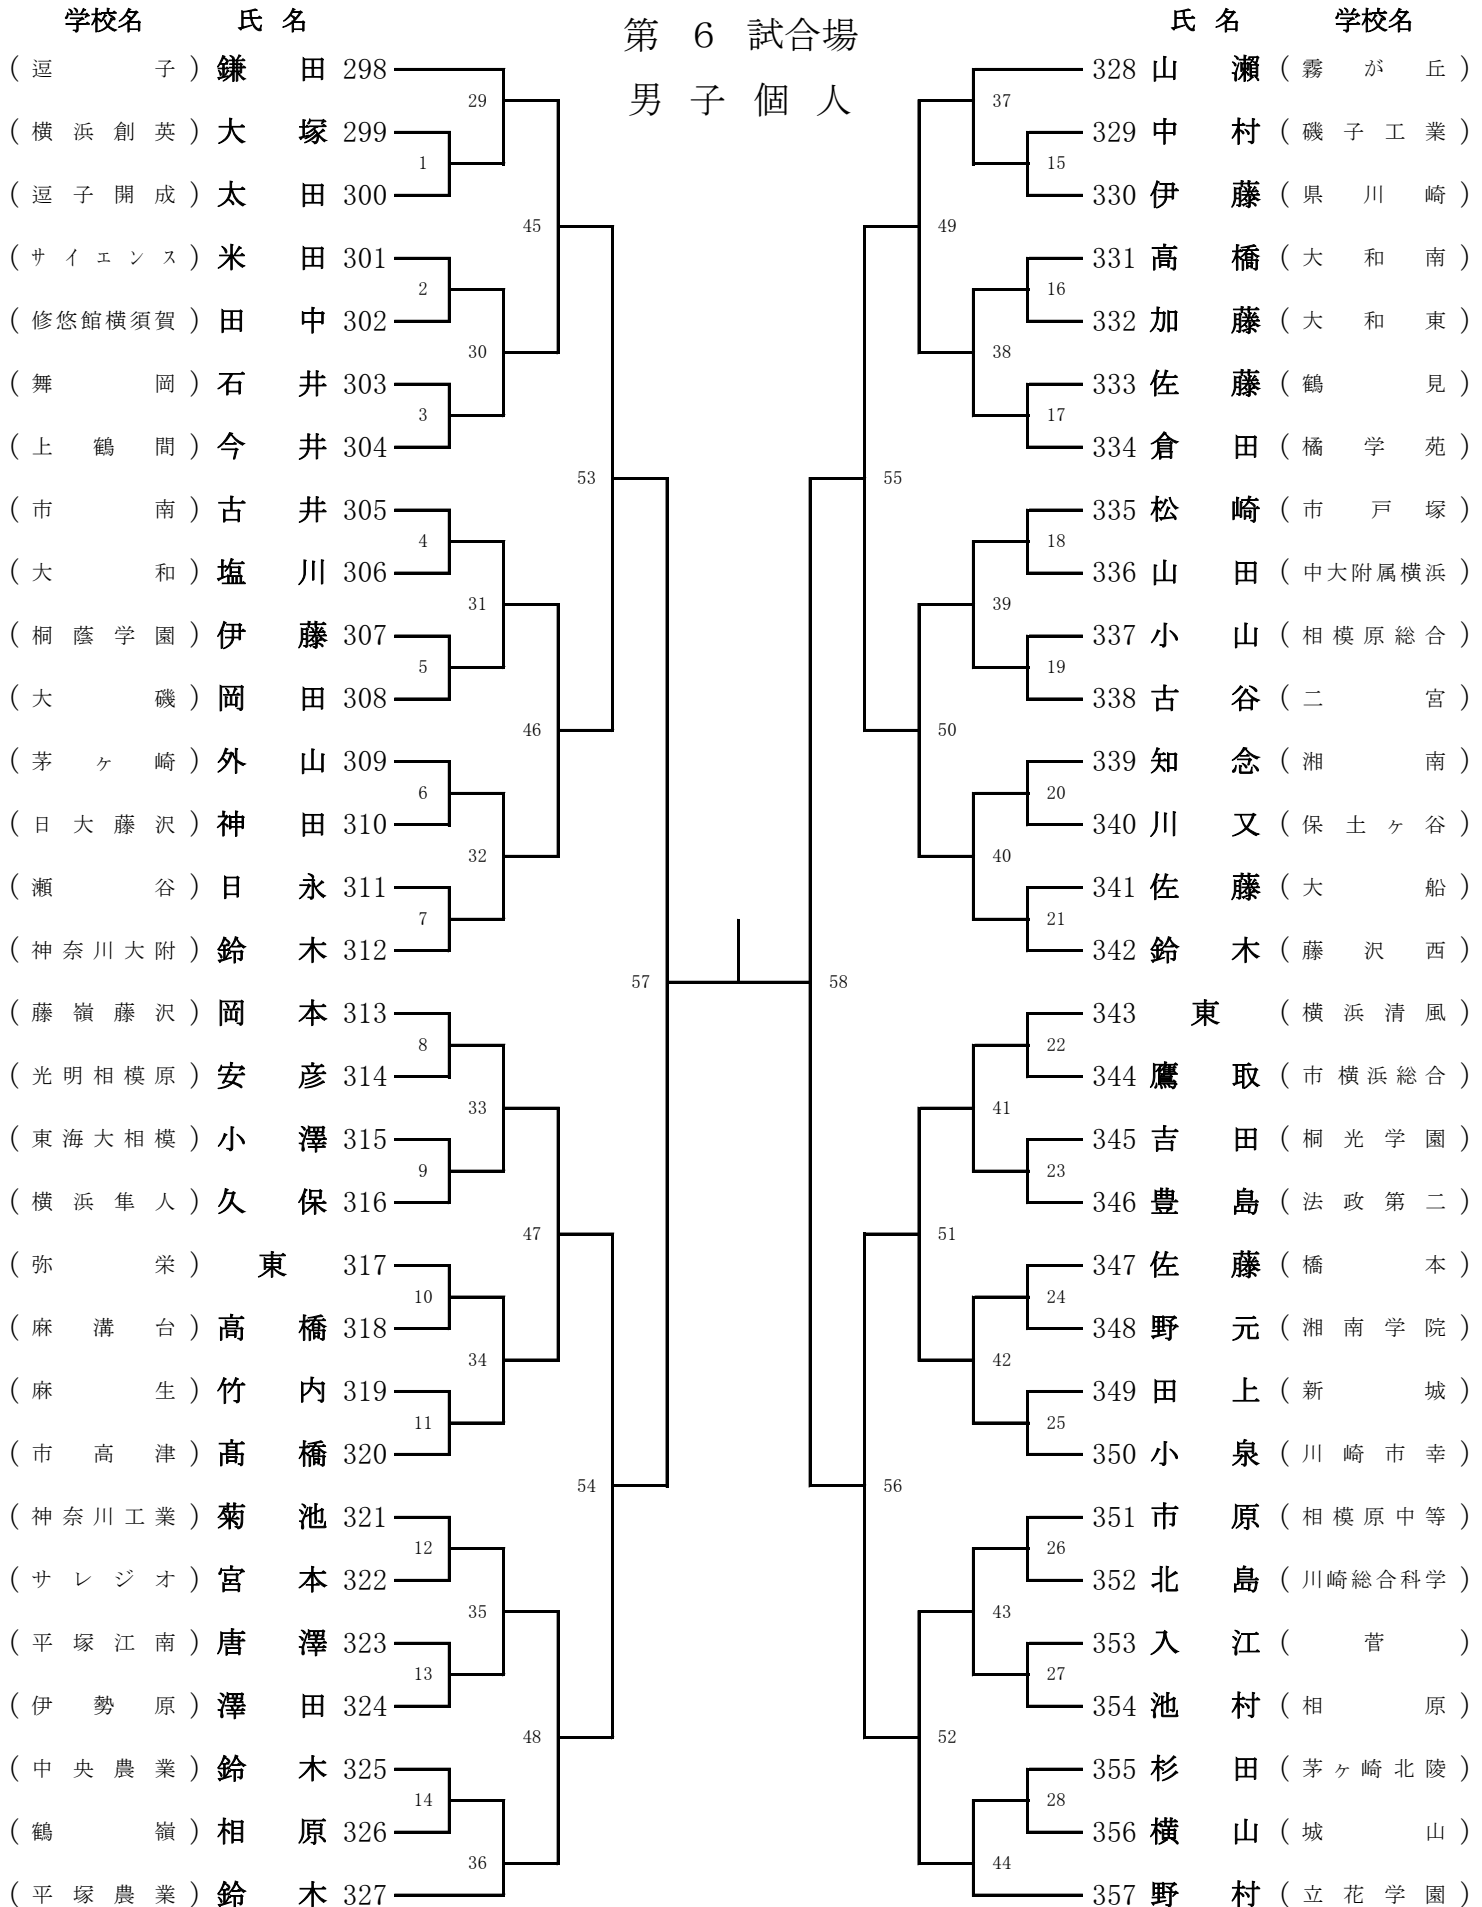 第 6 試合場
男子個人
学校名 氏名
(逗子) 鎌田 298
(横浜創英) 大塚 299
(逗子開成) 太田 300
(サイエンス) 米田 301
(修悠館横須賀) 田中 302
(舞岡) 石井 303
(上鶴間) 今井 304
(市南) 古井 305
(大和) 塩川 306
(桐蔭学園) 伊藤 307
(大磯) 岡田 308
(茅ヶ崎) 外山 309
(日大藤沢) 神田 310
(瀬谷) 日永 311
(神奈川大附) 鈴木 312
(藤嶺藤沢) 岡本 313
(光明相模原) 安彦 314
(東海大相模) 小澤 315
(横浜隼人) 久保 316
(弥栄) 東 317
(麻溝台) 高橋 318
(麻生) 竹内 319
(市高津) 髙橋 320
(神奈川工業) 菊池 321
(サレジオ) 宮本 322
(平塚江南) 唐澤 323
(伊勢原) 澤田 324
(中央農業) 鈴木 325
(鶴嶺) 相原 326
(平塚農業) 鈴木 327
1
2
3
4
5
6
7
8
9
10
11
12
13
14
29
30
31
32
33
34
35
36
45
46
47
48
53
54
57
58
55
56
49
50
51
52
37
38
39
40
41
42
43
44
15
16
17
18
19
20
21
22
23
24
25
26
27
28
氏名 学校名
328 山瀬 (霧が丘)
329 中村 (磯子工業)
330 伊藤 (県川崎)
331 高橋 (大和南)
332 加藤 (大和東)
333 佐藤 (鶴見)
334 倉田 (橘学苑)
335 松崎 (市戸塚)
336 山田 (中大附属横浜)
337 小山 (相模原総合)
338 古谷 (二宮)
339 知念 (湘南)
340 川又 (保土ヶ谷)
341 佐藤 (大船)
342 鈴木 (藤沢西)
343 東 (横浜清風)
344 鷹取 (市横浜総合)
345 吉田 (桐光学園)
346 豊島 (法政第二)
347 佐藤 (橋本)
348 野元 (湘南学院)
349 田上 (新城)
350 小泉 (川崎市幸)
351 市原 (相模原中等)
352 北島 (川崎総合科学)
353 入江 (菅)
354 池村 (相原)
355 杉田 (茅ヶ崎北陵)
356 横山 (城山)
357 野村 (立花学園)